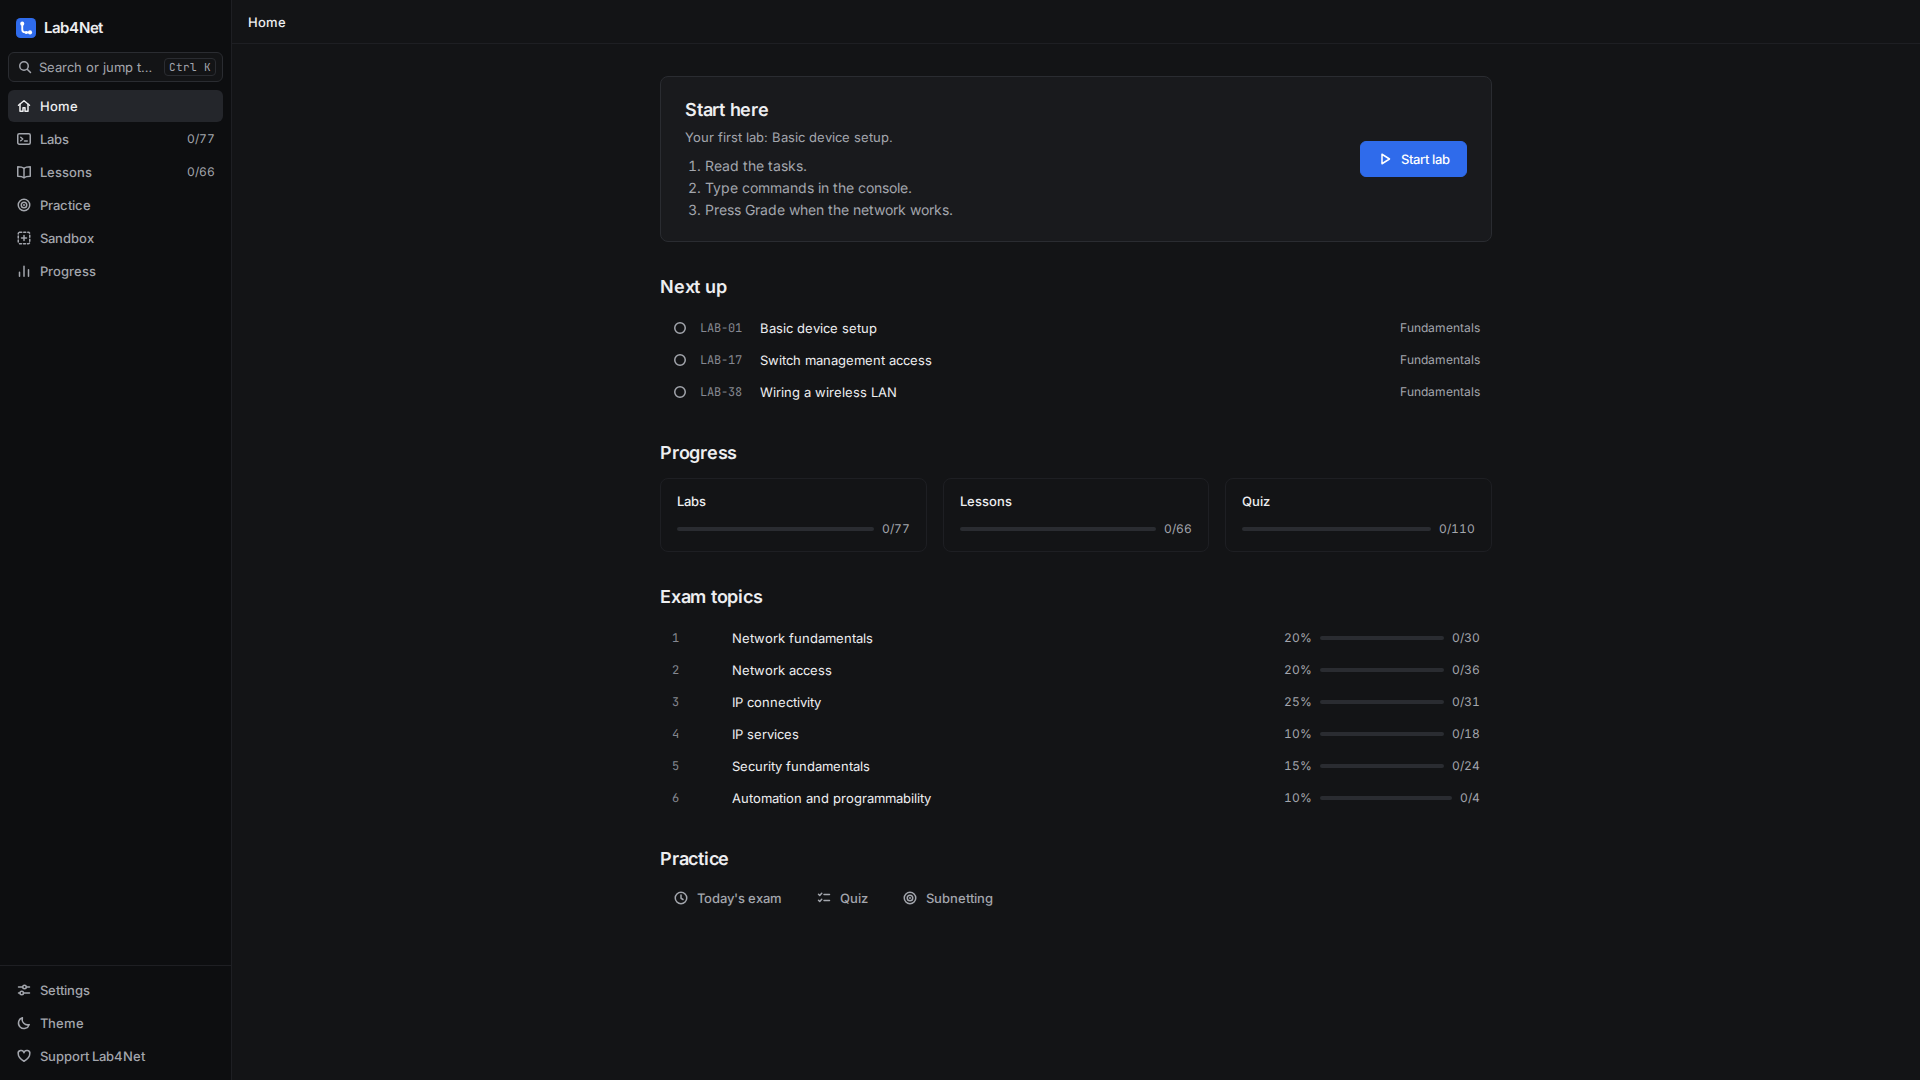 Lab4Net
Search or jump t... Ctrl K
Home
Labs 0/77
Lessons 0/66
Practice
Sandbox
Progress
Settings
Theme
Support Lab4Net
Home
Start here
Your first lab: Basic device setup.
1. Read the tasks.
2. Type commands in the console.
3. Press Grade when the network works.
Start lab
Next up
LAB-01 Basic device setup Fundamentals
LAB-17 Switch management access Fundamentals
LAB-38 Wiring a wireless LAN Fundamentals
Progress
Labs
0/77
Lessons
0/66
Quiz
0/110
Exam topics
1 Network fundamentals 20% 0/30
2 Network access 20% 0/36
3 IP connectivity 25% 0/31
4 IP services 10% 0/18
5 Security fundamentals 15% 0/24
6 Automation and programmability 10% 0/4
Practice
Today's exam Quiz Subnetting